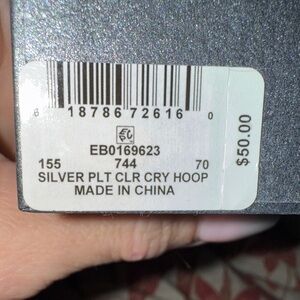 6 18786 72616 0
EB0169623
155 744 70
SILVER PLT CLR CRY HOOP
MADE IN CHINA
$50.00